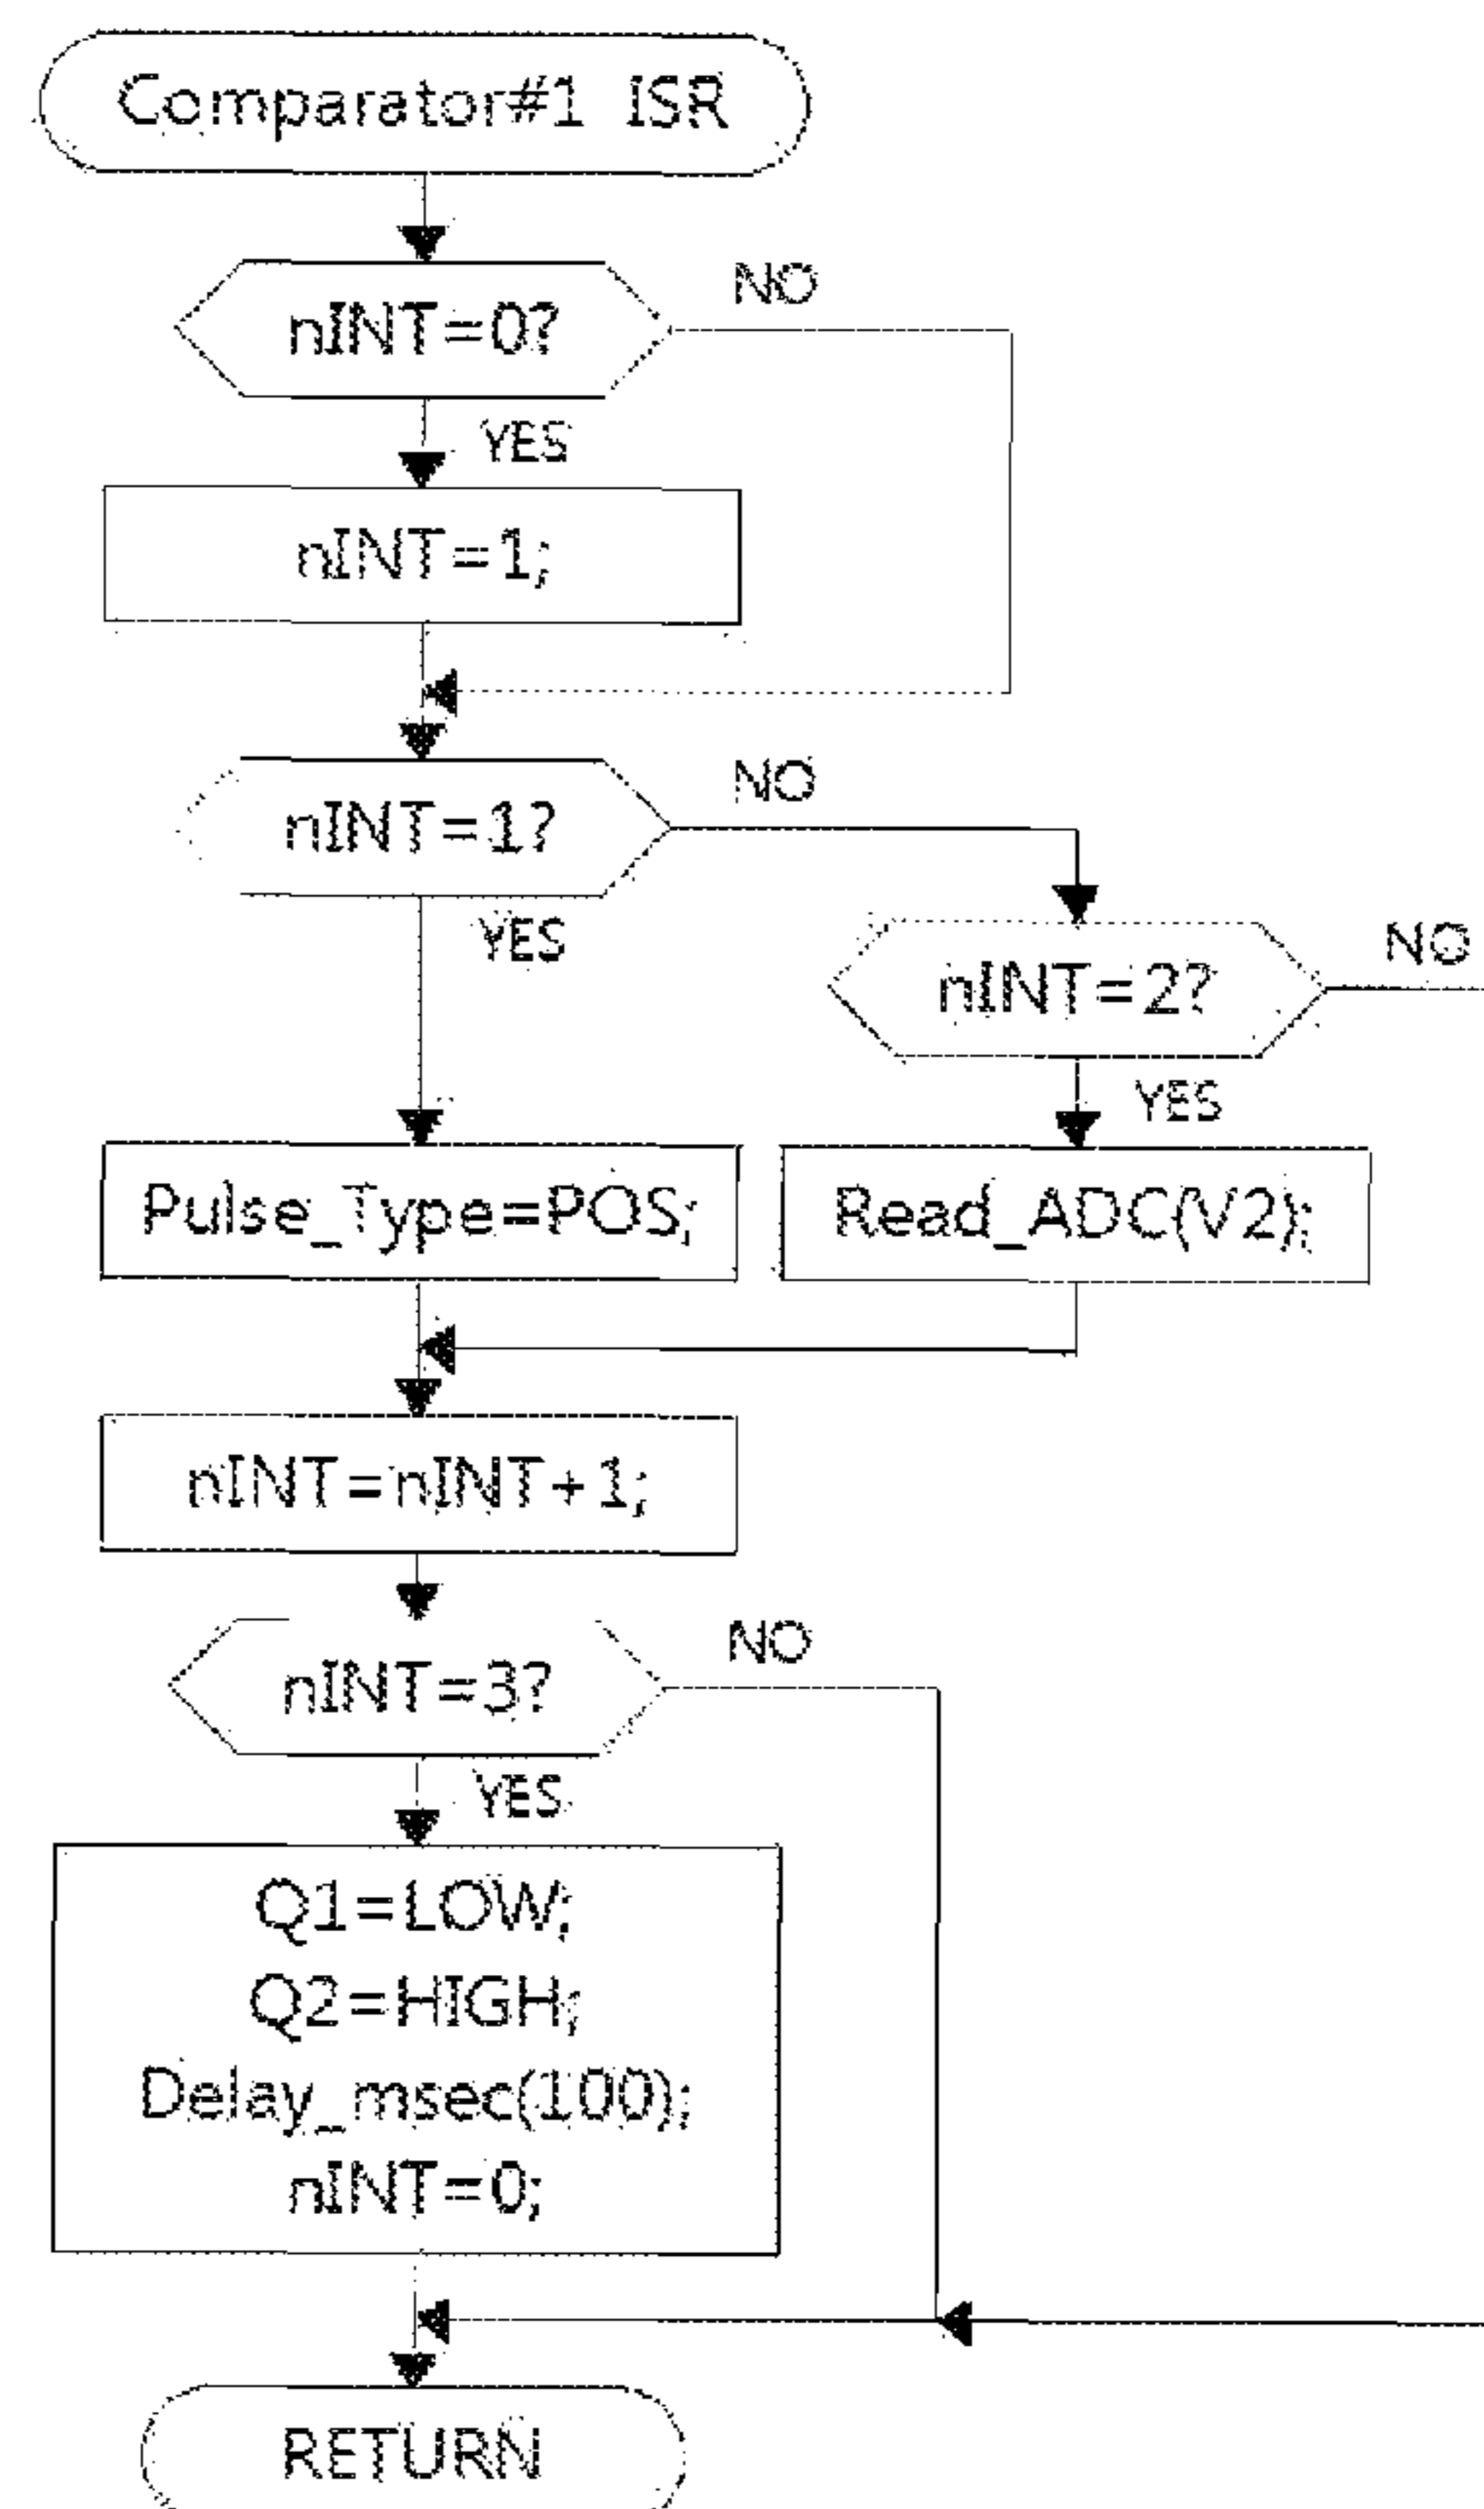 Comparator#1 ISR
nINT=0?
NO
YES
nINT=1;
nINT=1?
NO
YES
nINT=2?
NO
YES
Pulse_Type=POS;
Read_ADC(V2);
nINT=nINT+1;
nINT=3?
NO
YES
Q1=LOW;
Q2=HIGH;
Delay_msec(100);
nINT=0;
RETURN